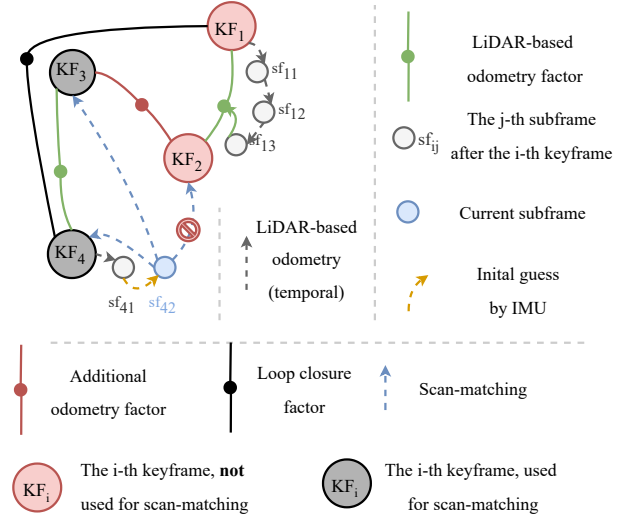 KF1
KF3
sf11
sf12
sf13
KF2
KF4
sf41
sf42
LiDAR-based
odometry
(temporal)
LiDAR-based
odometry factor
sfij
The j-th subframe
after the i-th keyframe
Current subframe
Inital guess
by IMU
Additional
odometry factor
Loop closure
factor
Scan-matching
KFi
The i-th keyframe, not
used for scan-matching
KFi
The i-th keyframe, used
for scan-matching